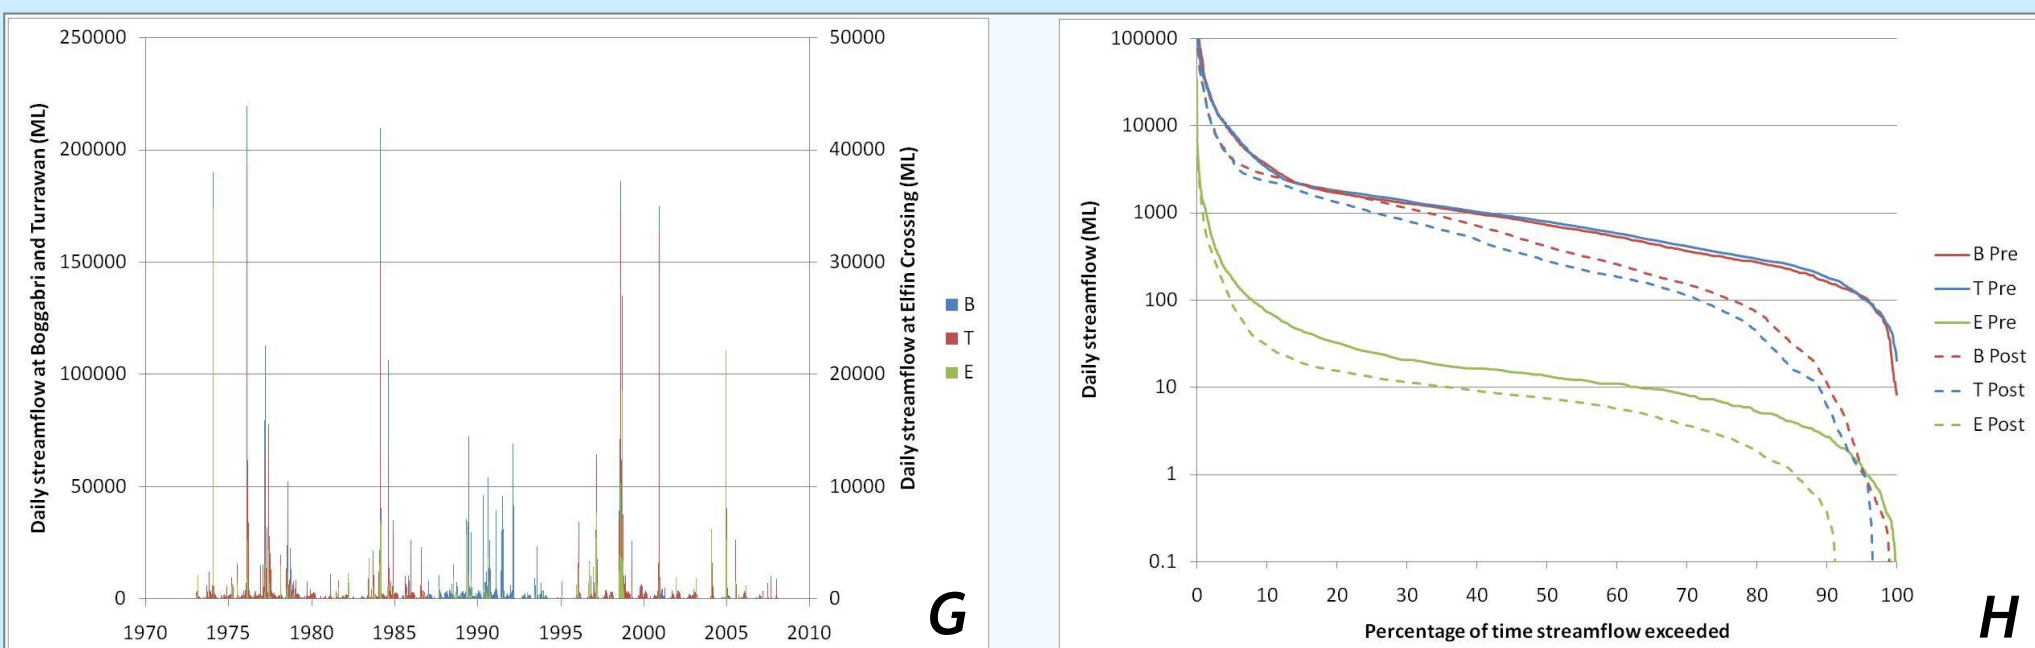 Daily streamflow at Boggabri and Turrawan (ML)
250000
200000
150000
100000
50000
0
50000
40000
30000
20000
10000
0
Daily streamflow at Elfin Crossing (ML)
1970 1975 1980 1985 1990 1995 2000 2005 2010
B
T
E
G
Daily streamflow (ML)
100000
10000
1000
100
10
1
0.1
0 10 20 30 40 50 60 70 80 90 100
Percentage of time streamflow exceeded
B Pre
T Pre
E Pre
B Post
T Post
E Post
H